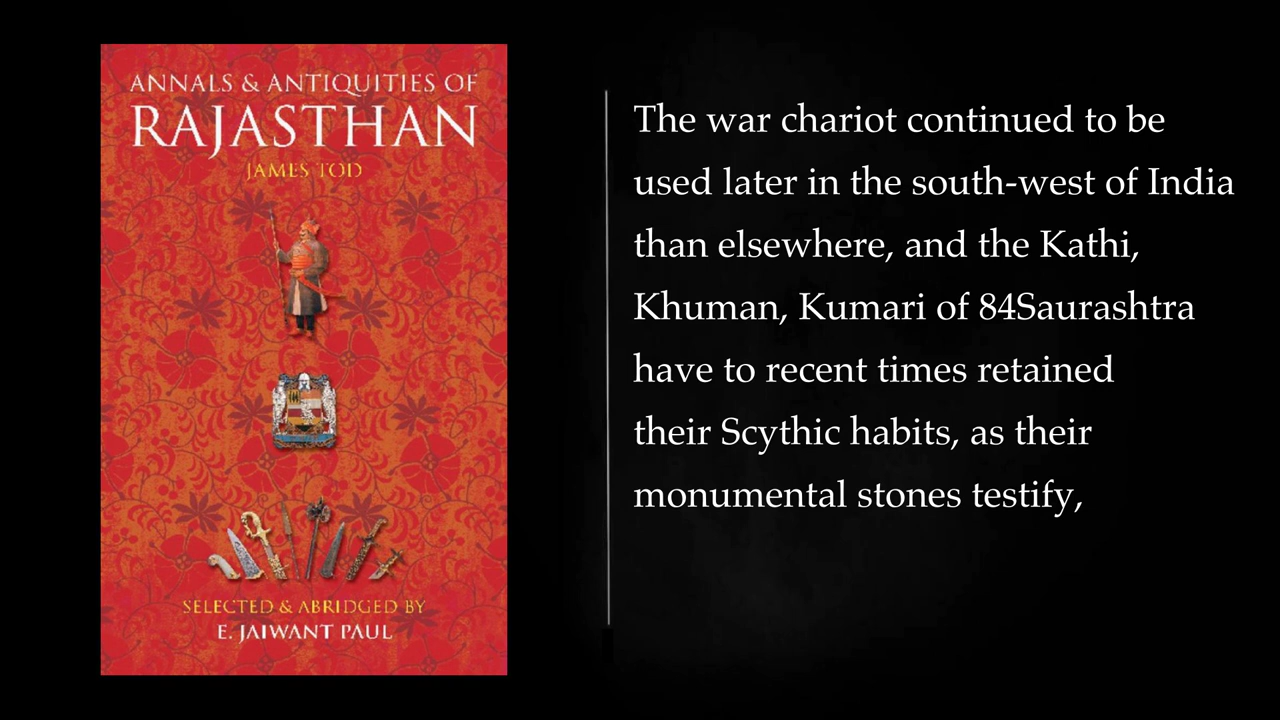 ANNALS & ANTIQUITIES OF
RAJASTHAN
JAMES TOD
SELECTED & ABRIDGED BY
E. JAIWANT PAUL
The war chariot continued to be
used later in the south-west of India
than elsewhere, and the Kathi,
Khuman, Kumari of 84Saurashtra
have to recent times retained
their Scythic habits, as their
monumental stones testify,